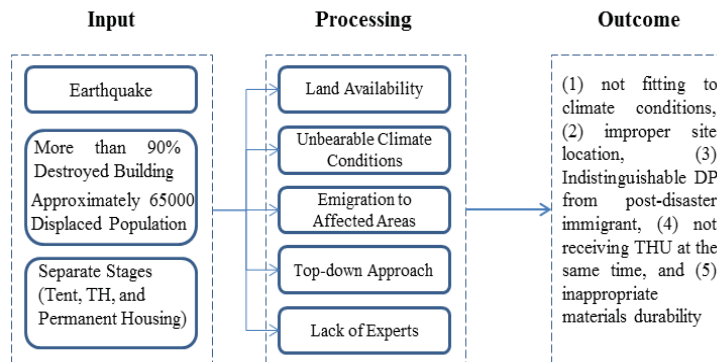 Input
Processing
Outcome
Earthquake
More than 90%
Destroyed Building
Approximately 65000
Displaced Population
Separate Stages
(Tent, TH, and
Permanent Housing)
Land Availability
Unbearable Climate
Conditions
Emigration to
Affected Areas
Top-down Approach
Lack of Experts
(1) not fitting to
climate conditions,
(2) improper site
location, (3)
Indistinguishable DP
from post-disaster
immigrant, (4) not
receiving THU at the
same time, and (5)
inappropriate
materials durability